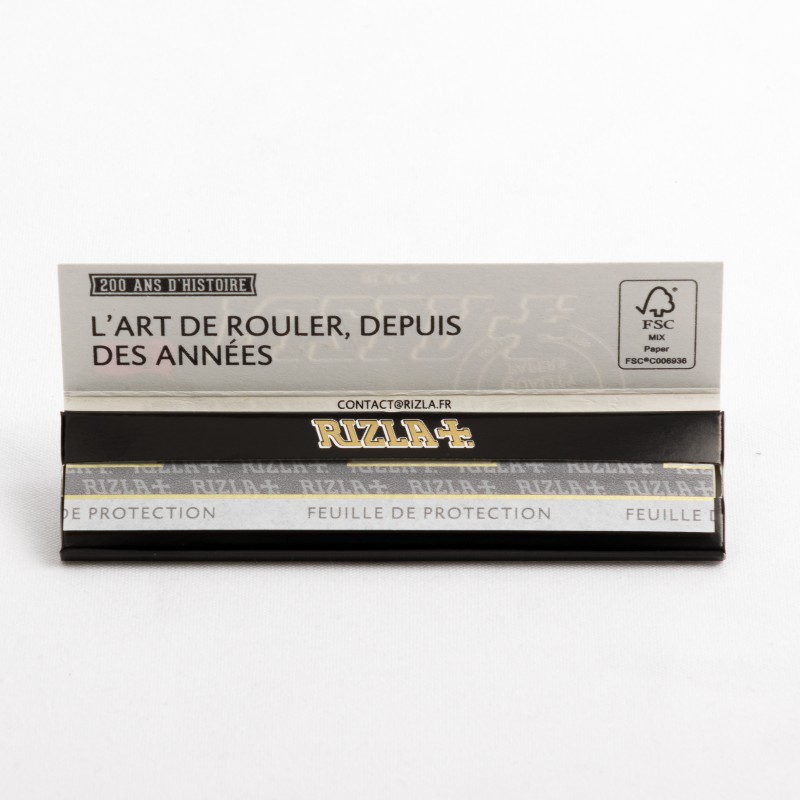 200 ANS D'HISTOIRE
L'ART DE ROULER, DEPUIS
DES ANNÉES
FSC®
MIX
Paper
FSC®C006936
CONTACT@RIZLA.FR
RIZLA+.
RIZLA+ RIZLA+ RIZLA+ RIZLA+ RIZLA+ RIZLA+
DE PROTECTION FEUILLE DE PROTECTION FEUILLE D